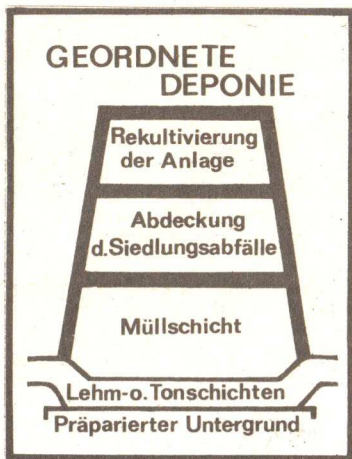 GEORDNETE
DEPONIE
Rekultivierung
der Anlage
Abdeckung
d.Siedlungsabfälle
Müllschicht
Lehm-o.Tonschichten
Präparierter Untergrund